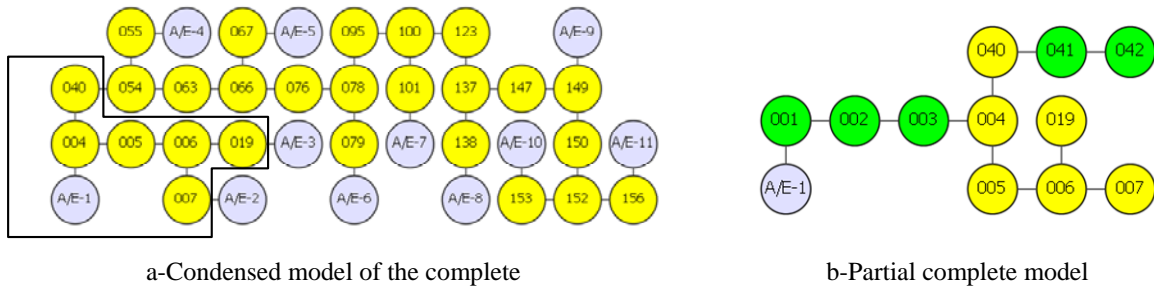 055 A/E-4 067 A/E-5 095 100 123 A/E-9
040 054 063 066 076 078 101 137 147 149
004 005 006 019 A/E-3 079 A/E-7 138 A/E-10 150 A/E-11
A/E-1 007 A/E-2 A/E-6 A/E-8 153 152 156
a-Condensed model of the complete
040 041 042
001 002 003 004 019
A/E-1 005 006 007
b-Partial complete model